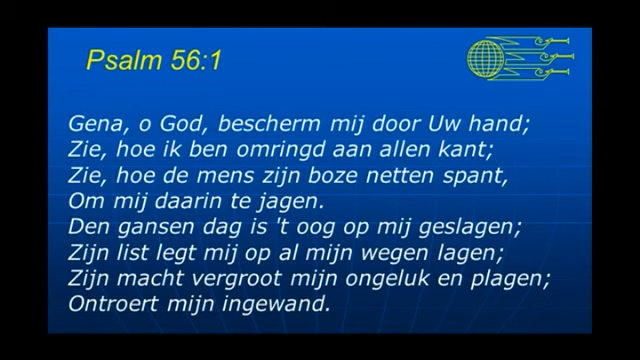 Psalm 56:1
Gena, o God, bescherm mij door Uw hand;
Zie, hoe ik ben omringd aan allen kant;
Zie, hoe de mens zijn boze netten spant,
Om mij daarin te jagen.
Den gansen dag is 't oog op mij geslagen;
Zijn list legt mij op al mijn wegen lagen;
Zijn macht vergroot mijn ongeluk en plagen;
Ontroert mijn ingewand.